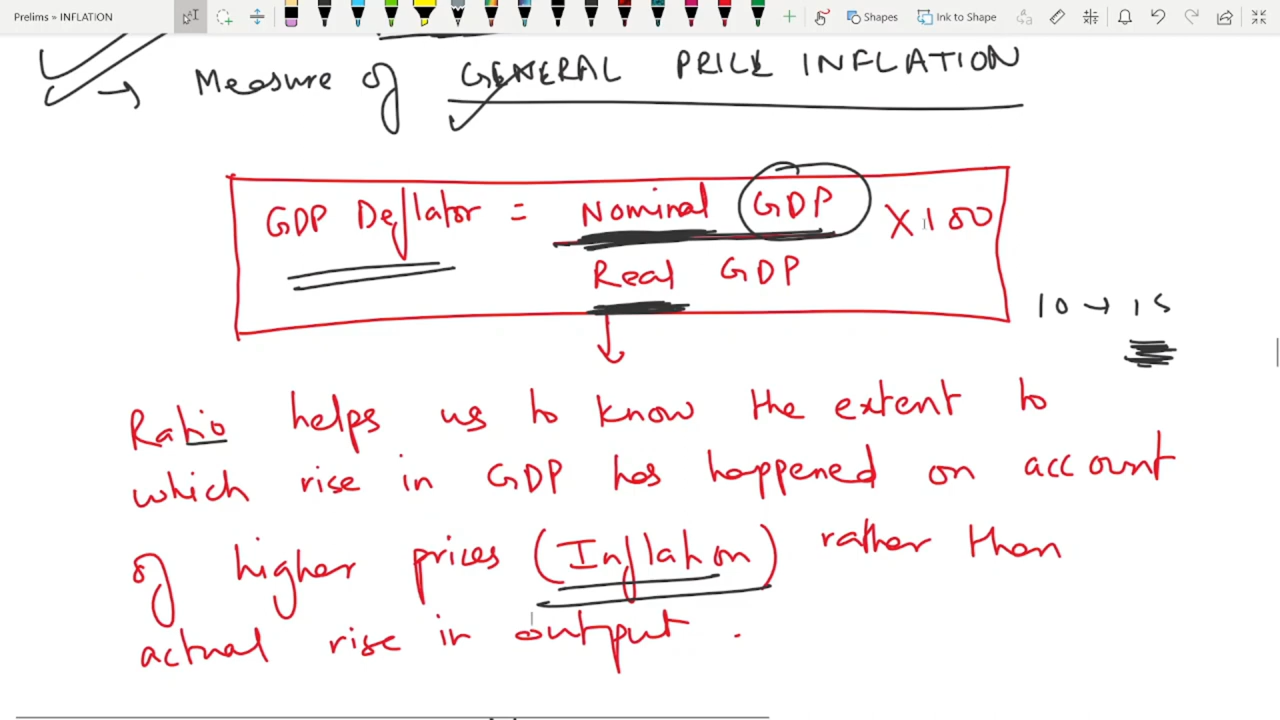 Prelims » INFLATION
Shapes
Ink to Shape
→ Measure of GENERAL PRICE INFLATION
GDP Deflator = Nominal GDP X100
Real GDP
10 → 15
Ratio helps us to know the extent to
which rise in GDP has happened on account
of higher prices (Inflation) rather than
actual rise in output.